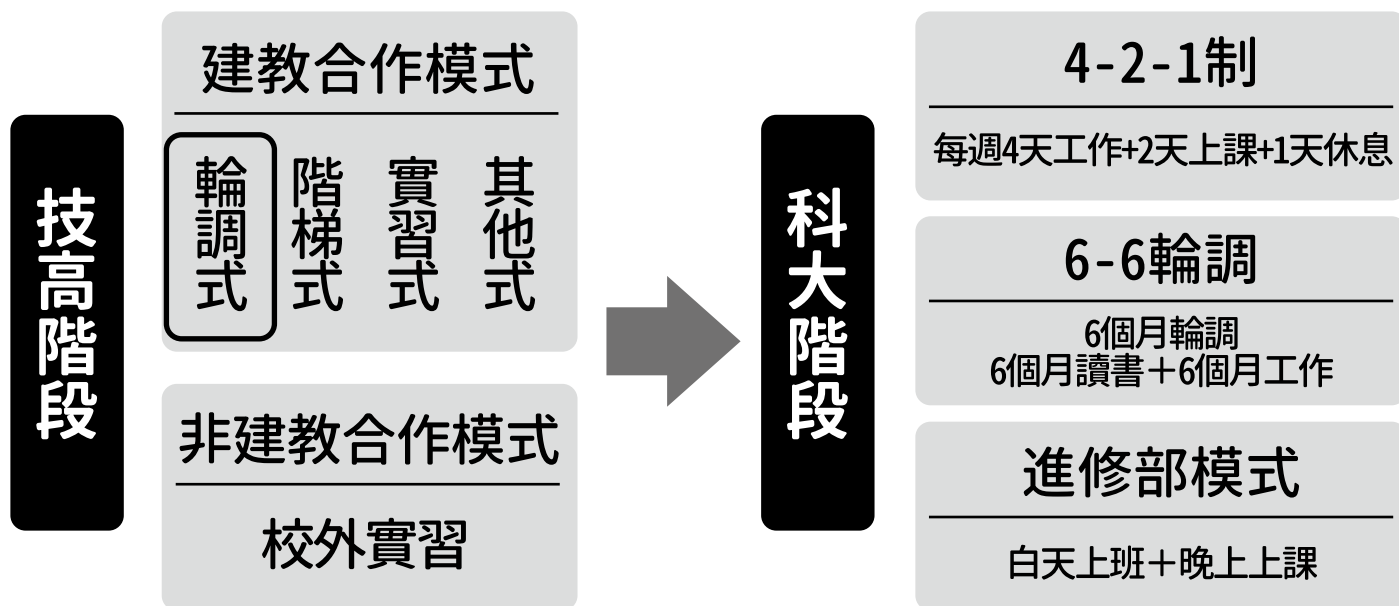 技高階段
建教合作模式
輪調式
階梯式
實習式
其他式
非建教合作模式
校外實習
科大階段
4-2-1制
每週4天工作+2天上課+1天休息
6-6輪調
6個月輪調
6個月讀書＋6個月工作
進修部模式
白天上班＋晚上上課